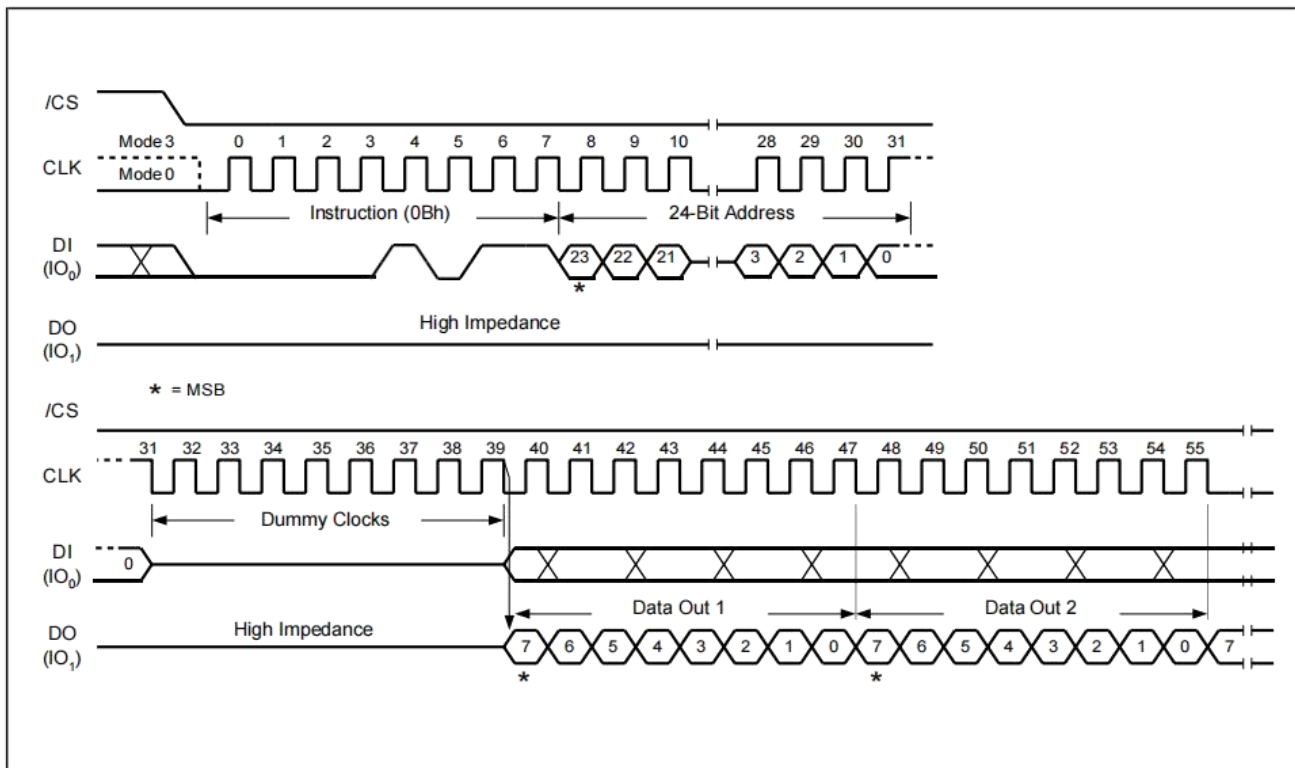 /CS
Mode 3 0 1 2 3 4 5 6 7 8 9 10 28 29 30 31
CLK
Mode 0
Instruction (0Bh) 24-Bit Address
DI
(IO0) 23 22 21 3 2 1 0
*
DO High Impedance
(IO1)
* = MSB
/CS
31 32 33 34 35 36 37 38 39 40 41 42 43 44 45 46 47 48 49 50 51 52 53 54 55
CLK
Dummy Clocks
DI
(IO0) 0
Data Out 1 Data Out 2
DO High Impedance
(IO1) 7 6 5 4 3 2 1 0 7 6 5 4 3 2 1 0 7
* *